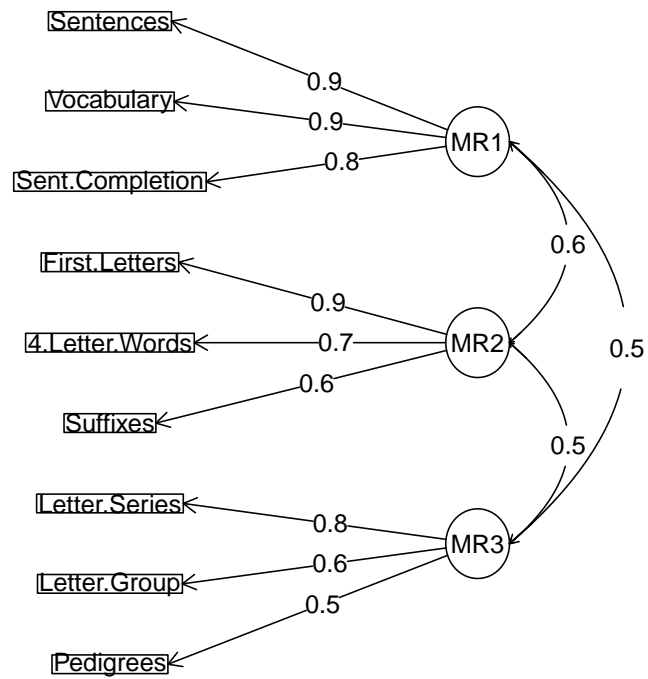 Sentences
0.9
Vocabulary
0.9
MR1
Sent.Completion
0.8
0.6
First.Letters
0.9
4.Letter.Words
0.7
MR2
0.5
0.6
Suffixes
0.5
Letter.Series
0.8
MR3
Letter.Group
0.6
0.5
Pedigrees